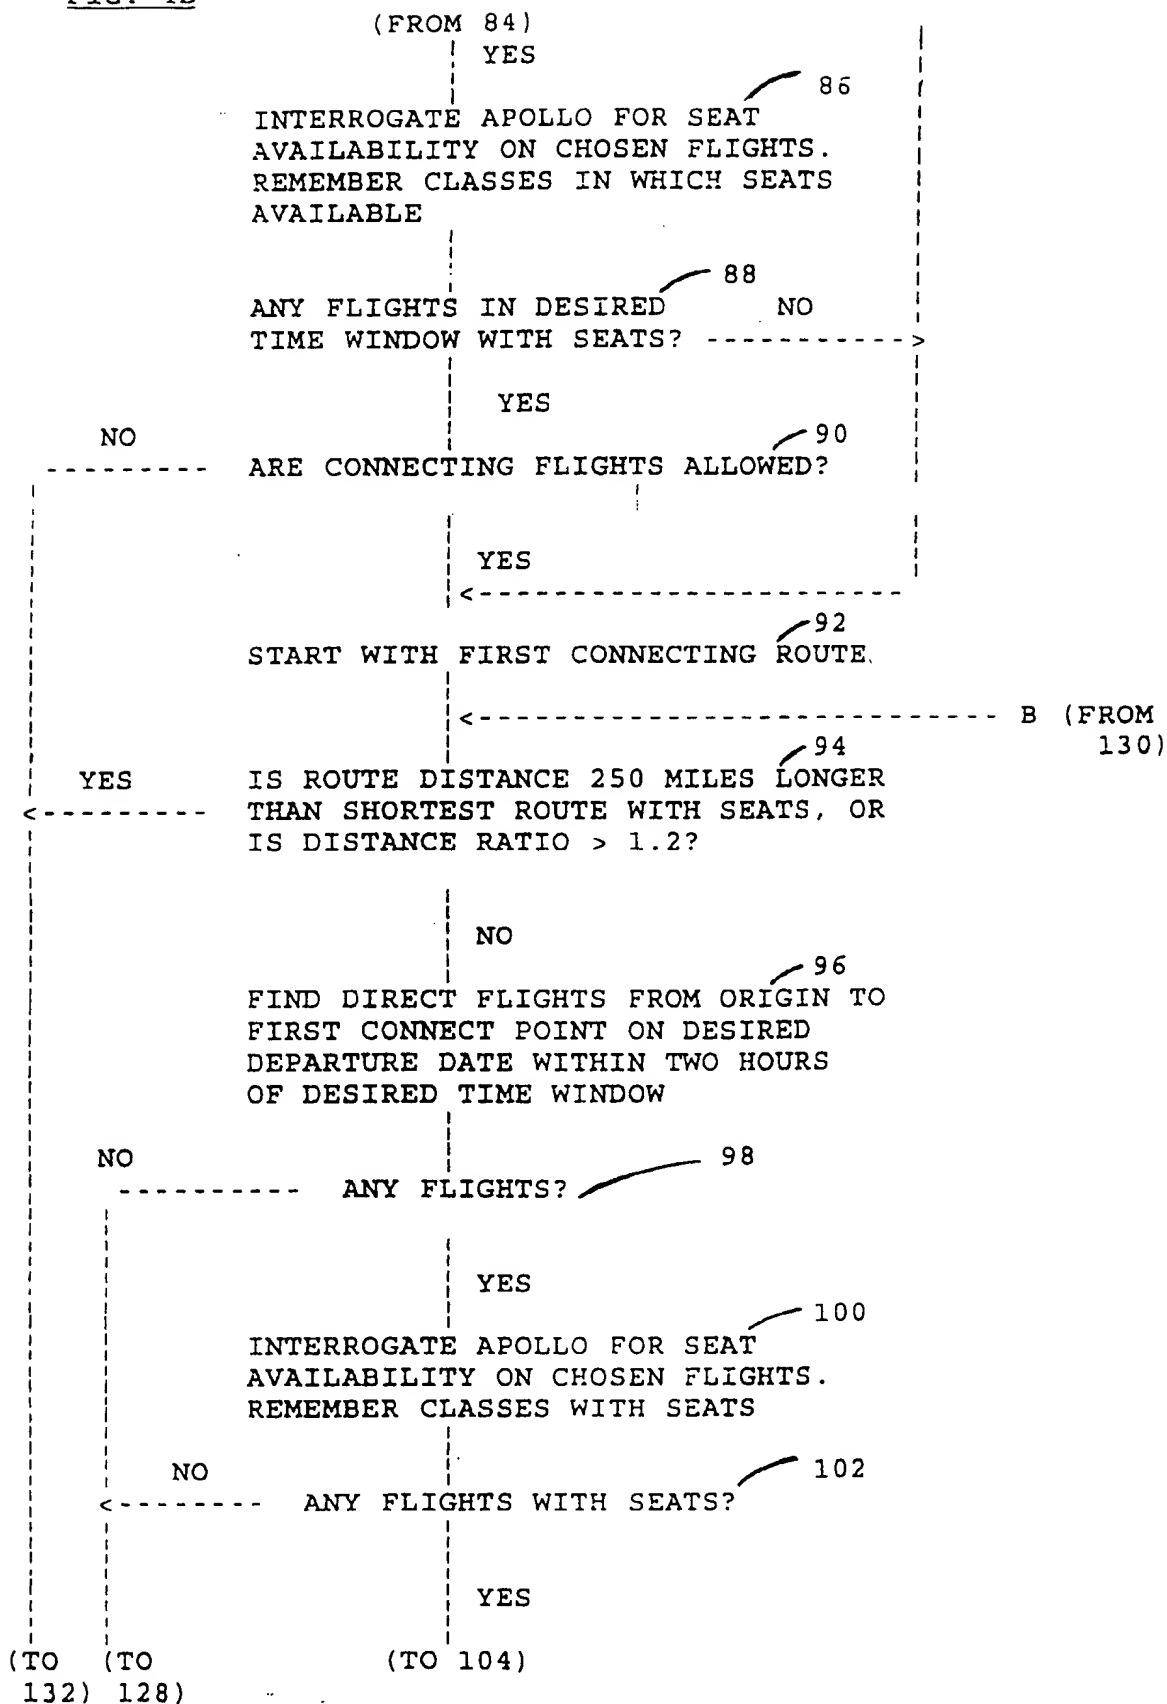 (FROM 84)
YES
86
INTERROGATE APOLLO FOR SEAT
AVAILABILITY ON CHOSEN FLIGHTS.
REMEMBER CLASSES IN WHICH SEATS
AVAILABLE
88
ANY FLIGHTS IN DESIRED NO
TIME WINDOW WITH SEATS?
YES
NO
90
ARE CONNECTING FLIGHTS ALLOWED?
YES
92
START WITH FIRST CONNECTING ROUTE
B (FROM
130)
94
YES IS ROUTE DISTANCE 250 MILES LONGER
THAN SHORTEST ROUTE WITH SEATS, OR
IS DISTANCE RATIO > 1.2?
NO
96
FIND DIRECT FLIGHTS FROM ORIGIN TO
FIRST CONNECT POINT ON DESIRED
DEPARTURE DATE WITHIN TWO HOURS
OF DESIRED TIME WINDOW
NO 98
ANY FLIGHTS?
YES
100
INTERROGATE APOLLO FOR SEAT
AVAILABILITY ON CHOSEN FLIGHTS.
REMEMBER CLASSES WITH SEATS
NO 102
ANY FLIGHTS WITH SEATS?
YES
(TO (TO (TO 104)
132) 128)